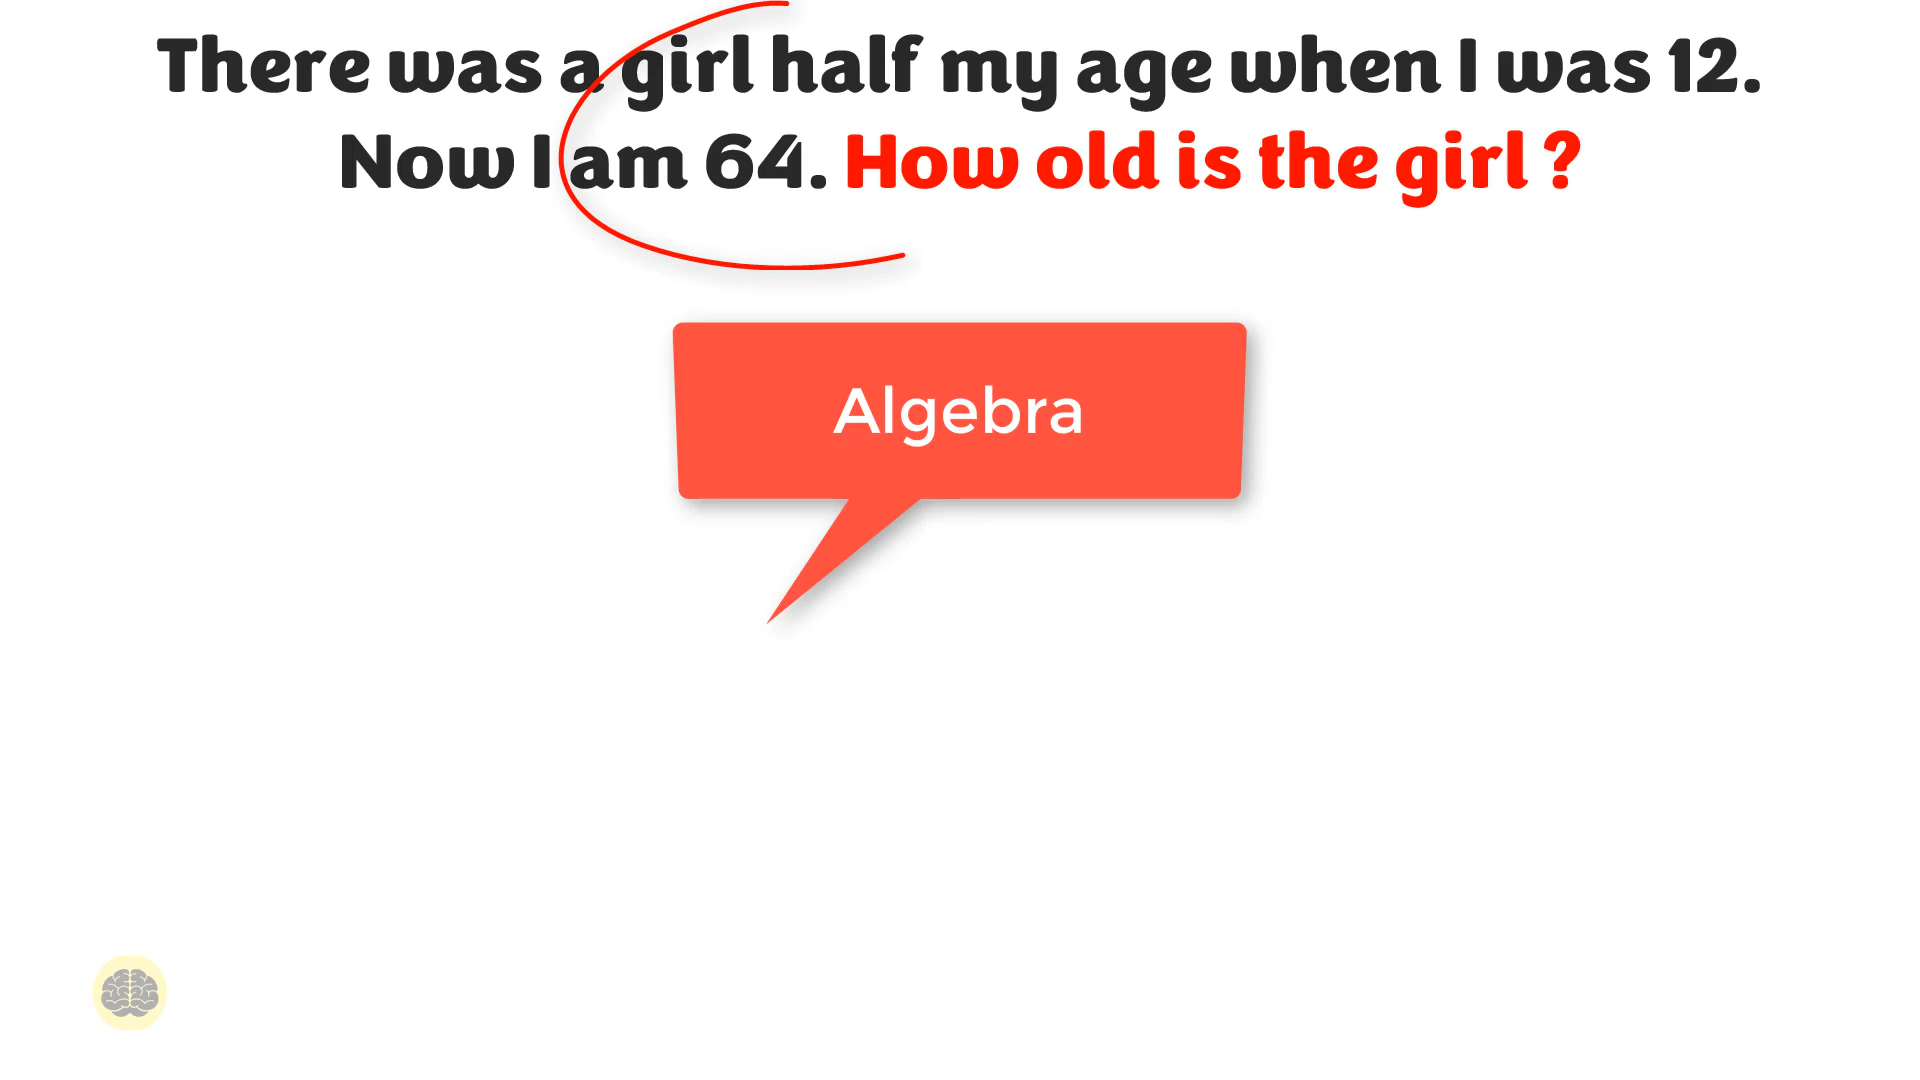 There was a girl half my age when I was 12.
Now I am 64. How old is the girl ?
Algebra